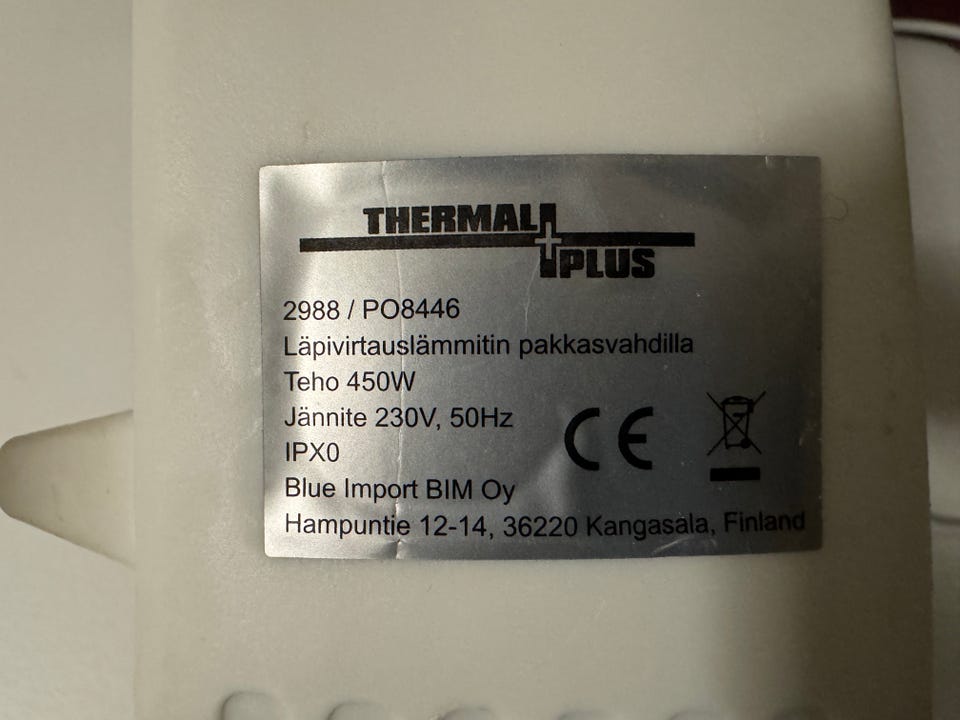 THERMAL
PLUS
2988 / PO8446
Läpivirtauslämmitin pakkasvahdilla
Teho 450W
Jännite 230V, 50Hz
IPX0
CE
Blue Import BIM Oy
Hampuntie 12-14, 36220 Kangasala, Finland